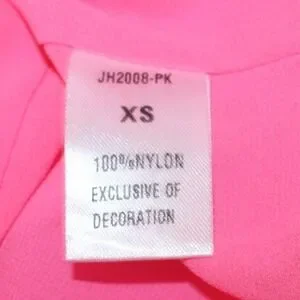 JH2008-PK
XS
100%NYLON
EXCLUSIVE OF
DECORATION